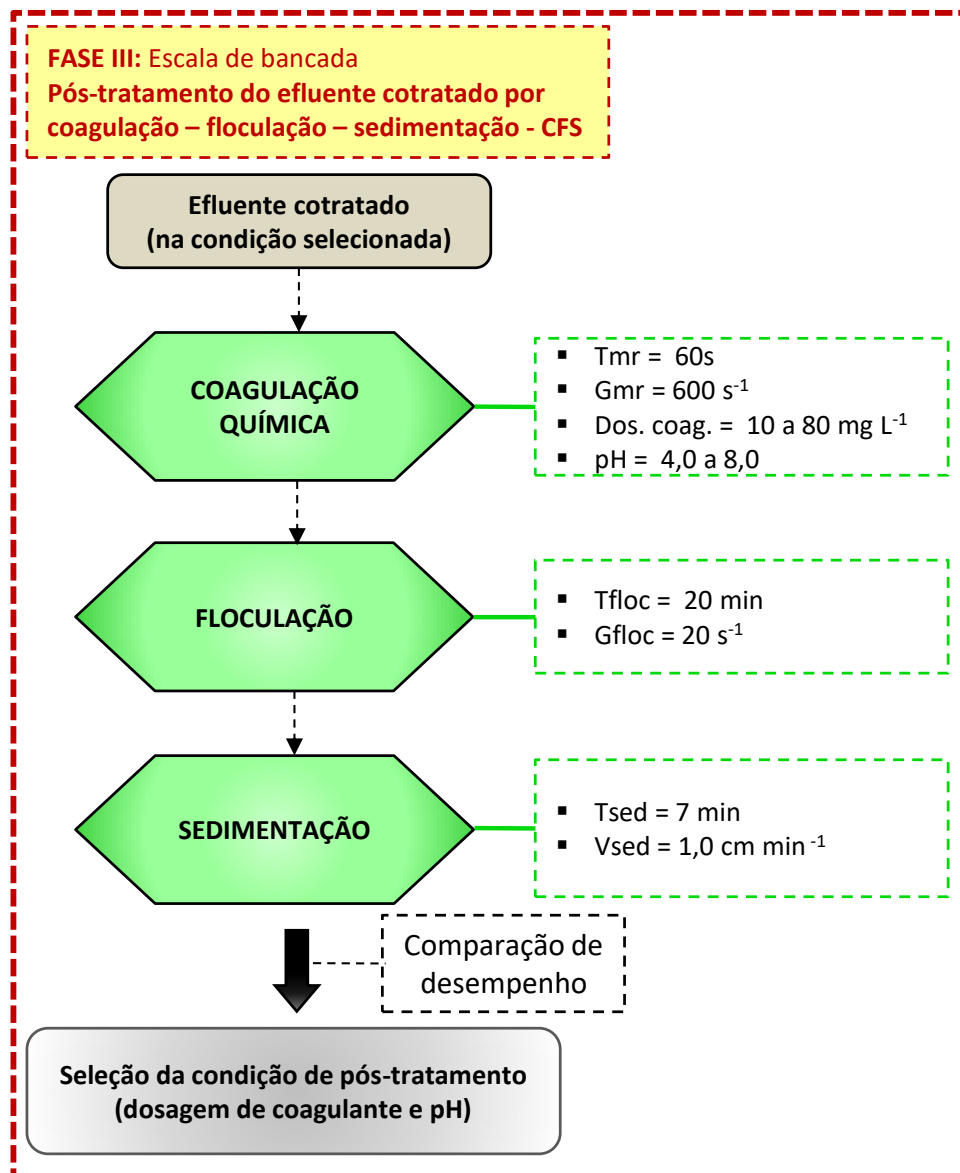 FASE III: Escala de bancada
Pós-tratamento do efluente cotratado por
coagulação – floculação – sedimentação - CFS
Efluente cotratado
(na condição selecionada)
COAGULAÇÃO
QUÍMICA
▪ Tmr = 60s
▪ Gmr = 600 s⁻¹
▪ Dos. coag. = 10 a 80 mg L⁻¹
▪ pH = 4,0 a 8,0
FLOCULAÇÃO
▪ Tfloc = 20 min
▪ Gfloc = 20 s⁻¹
SEDIMENTAÇÃO
▪ Tsed = 7 min
▪ Vsed = 1,0 cm min ⁻¹
Comparação de
desempenho
Seleção da condição de pós-tratamento
(dosagem de coagulante e pH)